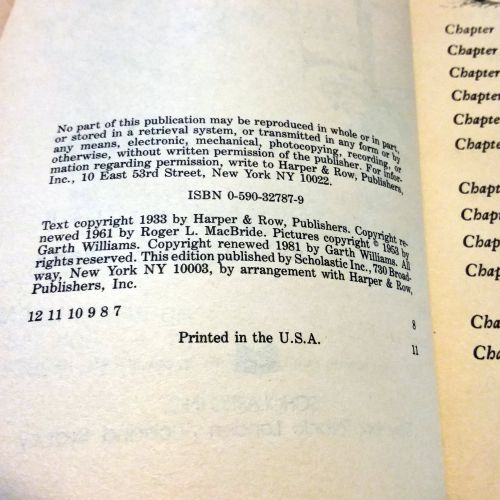 No part of this publication may be reproduced in whole or in part,
or stored in a retrieval system, or transmitted in any form or by
any means, electronic, mechanical, photocopying, recording, or
otherwise, without written permission of the publisher. For infor-
mation regarding permission, write to Harper & Row, Publishers,
Inc., 10 East 53rd Street, New York NY 10022.
ISBN 0-590-32787-9
Text copyright 1933 by Harper & Row, Publishers. Copyright re-
newed 1961 by Roger L. MacBride. Pictures copyright © 1953 by
Garth Williams. Copyright renewed 1981 by Garth Williams. All
rights reserved. This edition published by Scholastic Inc., 730 Broad-
way, New York NY 10003, by arrangement with Harper & Row,
Publishers, Inc.
12 11 10 9 8 7
8
Printed in the U.S.A.
11
Chapter
Chapter
Chapter
Chapter
Chapter
Chapter
Chapte
Chapte
Chapte
Chap
Cha
Cha